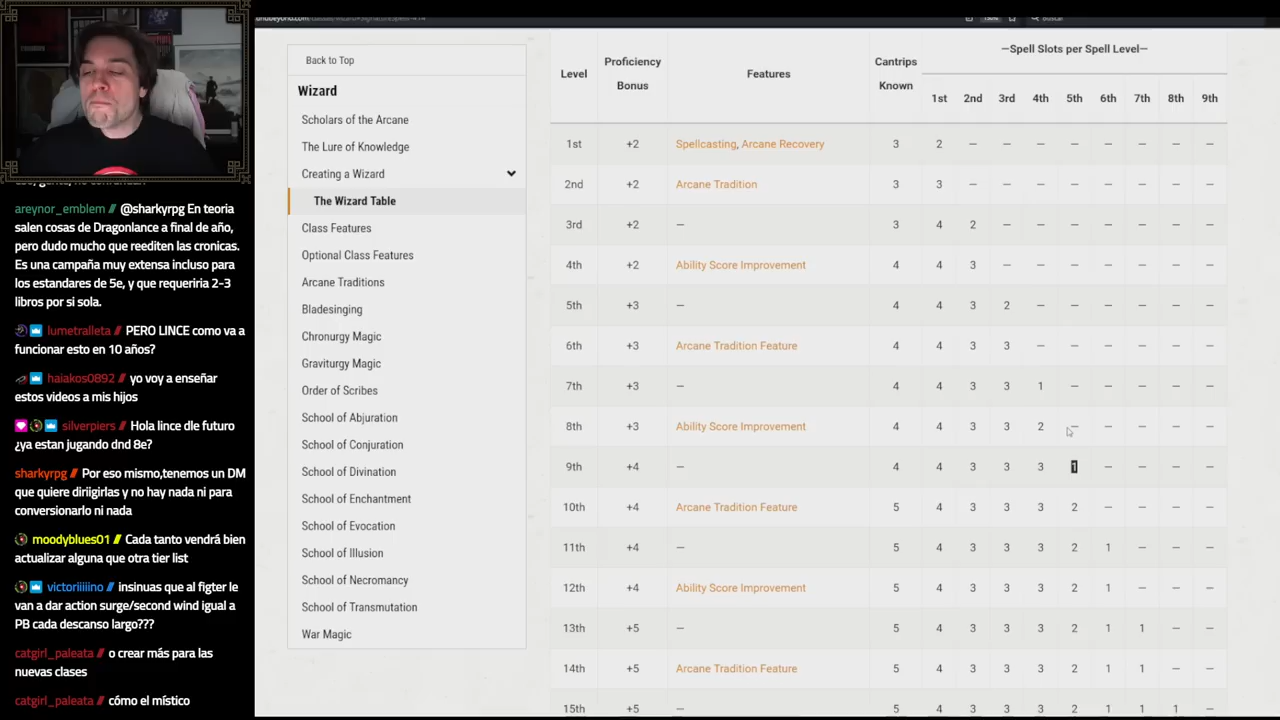 areynor_emblem // @sharkyrpg En teoria
salen cosas de Dragonlance a final de año,
pero dudo mucho que reediten las cronicas.
Es una campaña muy extensa incluso para
los estandares de 5e, y que requeriria 2-3
libros por si sola.
lumetralleta // PERO LINCE como va a
funcionar esto en 10 años?
haiakos0892 // yo voy a enseñar
estos videos a mis hijos
silverpiers // Hola lince dle futuro
¿ya estan jugando dnd 8e?
sharkyrpg // Por eso mismo,tenemos un DM
que quiere diriigirlas y no hay nada ni para
conversionarlo ni nada
moodyblues01 // Cada tanto vendrá bien
actualizar alguna que otra tier list
victoriiiiino // insinuas que al figter le
van a dar action surge/second wind igual a
PB cada descanso largo???
catgirl_paleata // o crear más para las
nuevas clases
catgirl_paleata // cómo el místico
Back to Top
Wizard
Scholars of the Arcane
The Lure of Knowledge
Creating a Wizard
The Wizard Table
Class Features
Optional Class Features
Arcane Traditions
Bladesinging
Chronurgy Magic
Graviturgy Magic
Order of Scribes
School of Abjuration
School of Conjuration
School of Divination
School of Enchantment
School of Evocation
School of Illusion
School of Necromancy
School of Transmutation
War Magic
—Spell Slots per Spell Level—
Level Proficiency Bonus Features Cantrips Known 1st 2nd 3rd 4th 5th 6th 7th 8th 9th
1st +2 Spellcasting, Arcane Recovery 3 2 — — — — — — — —
2nd +2 Arcane Tradition 3 3 — — — — — — — —
3rd +2 — 3 4 2 — — — — — — —
4th +2 Ability Score Improvement 4 4 3 — — — — — — —
5th +3 — 4 4 3 2 — — — — — —
6th +3 Arcane Tradition Feature 4 4 3 3 — — — — — —
7th +3 — 4 4 3 3 1 — — — — —
8th +3 Ability Score Improvement 4 4 3 3 2 — — — — —
9th +4 — 4 4 3 3 3 1 — — — —
10th +4 Arcane Tradition Feature 5 4 3 3 3 2 — — — —
11th +4 — 5 4 3 3 3 2 1 — — —
12th +4 Ability Score Improvement 5 4 3 3 3 2 1 — — —
13th +5 — 5 4 3 3 3 2 1 1 — —
14th +5 Arcane Tradition Feature 5 4 3 3 3 2 1 1 — —
15th +5 — 5 4 3 3 3 2 1 1 1 —